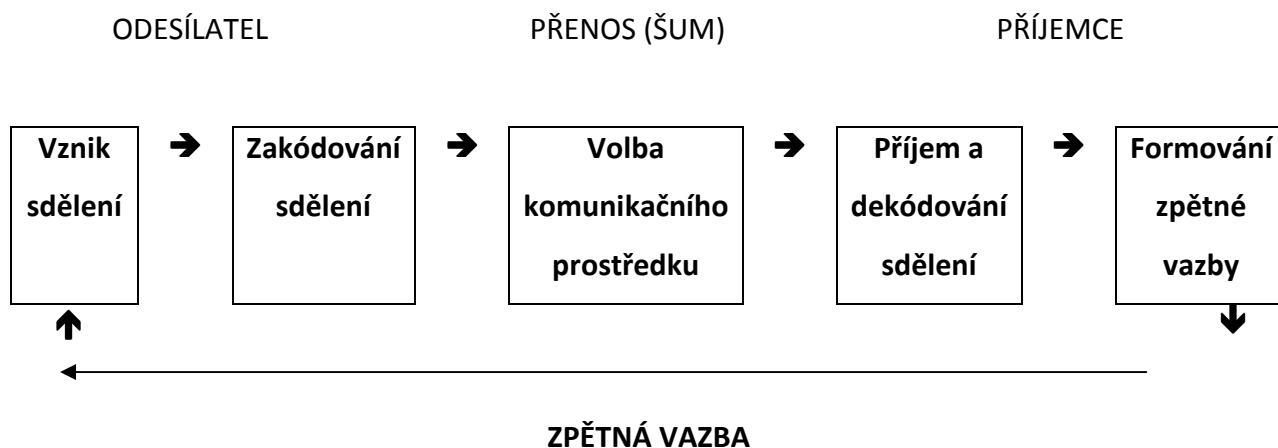 ODESÍLATEL PŘENOS (ŠUM) PŘÍJEMCE
Vznik
sdělení
Zakódování
sdělení
Volba
komunikačního
prostředku
Příjem a
dekódování
sdělení
Formování
zpětné
vazby
ZPĚTNÁ VAZBA